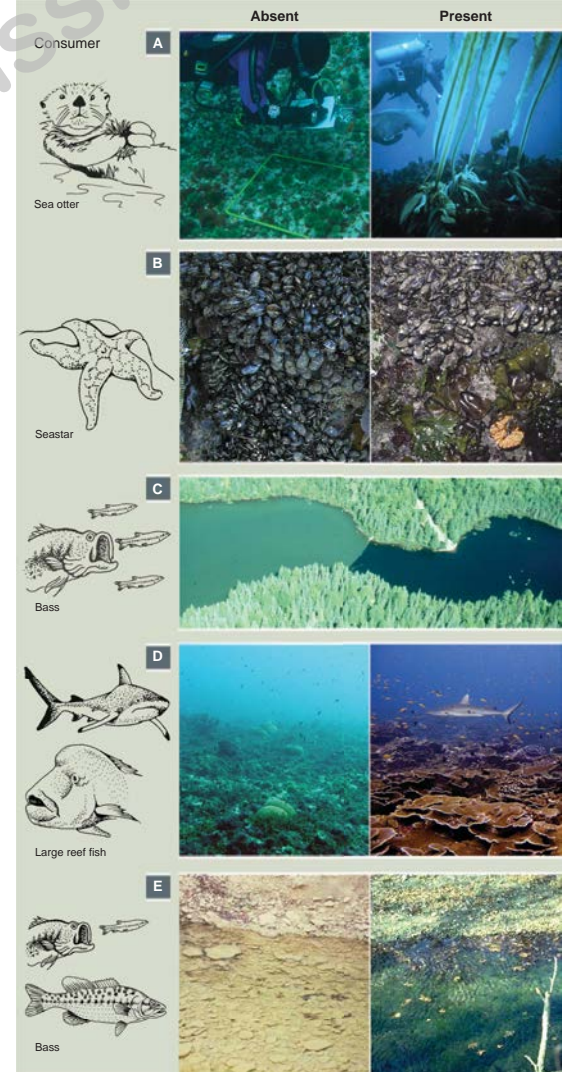 Absent Present
Consumer A
Sea otter
B
Seastar
C
Bass
D
Large reef fish
E
Bass